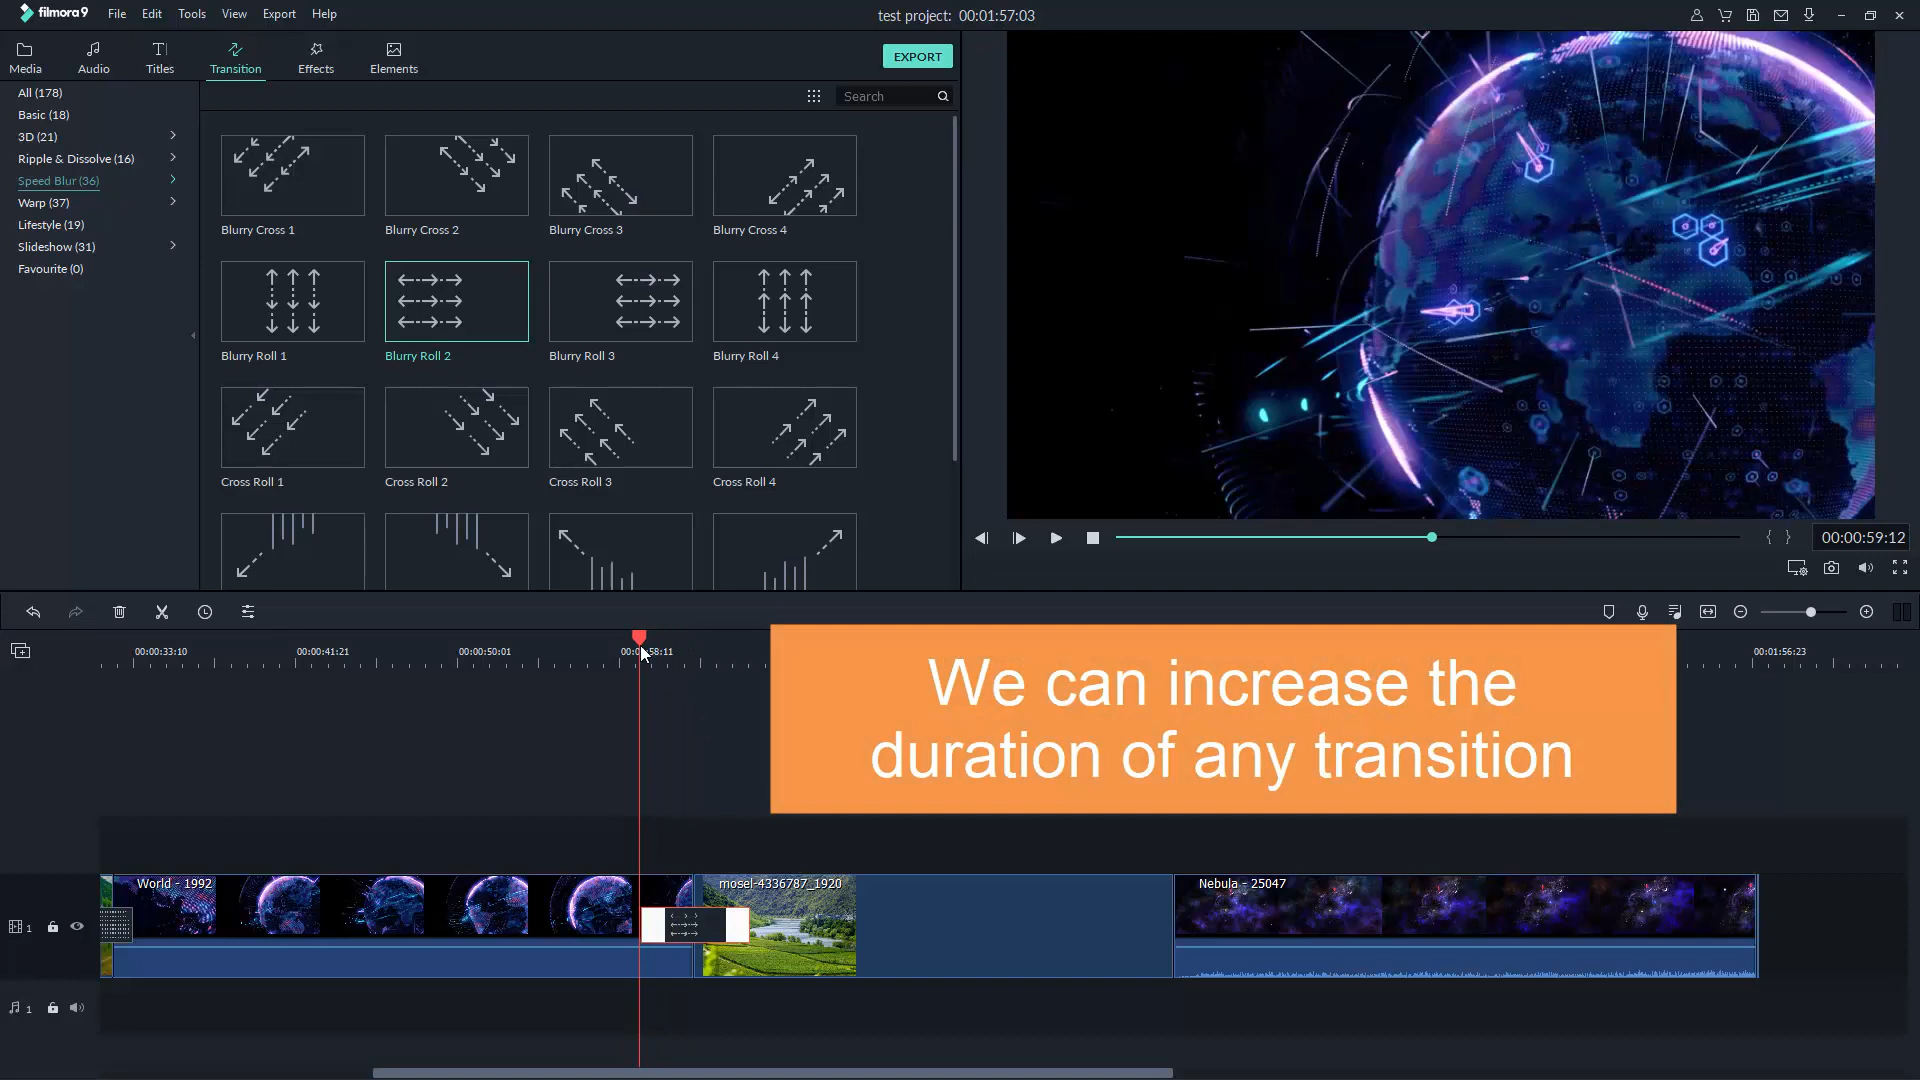 filmora9
File
Edit
Tools
View
Export
Help
test project: 00:01:57:03
Media
Audio
Titles
Transition
Effects
Elements
EXPORT
All (178)
Basic (18)
3D (21)
Ripple & Dissolve (16)
Speed Blur (36)
Warp (37)
Lifestyle (19)
Slideshow (31)
Favourite (0)
Search
Blurry Cross 1
Blurry Cross 2
Blurry Cross 3
Blurry Cross 4
Blurry Roll 1
Blurry Roll 2
Blurry Roll 3
Blurry Roll 4
Cross Roll 1
Cross Roll 2
Cross Roll 3
Cross Roll 4
00:00:59:12
00:00:33:10
00:00:41:21
00:00:50:01
00:01:56:23
We can increase the
duration of any transition
World - 1992
mosel-4336787_1920
Nebula - 25047
1
1